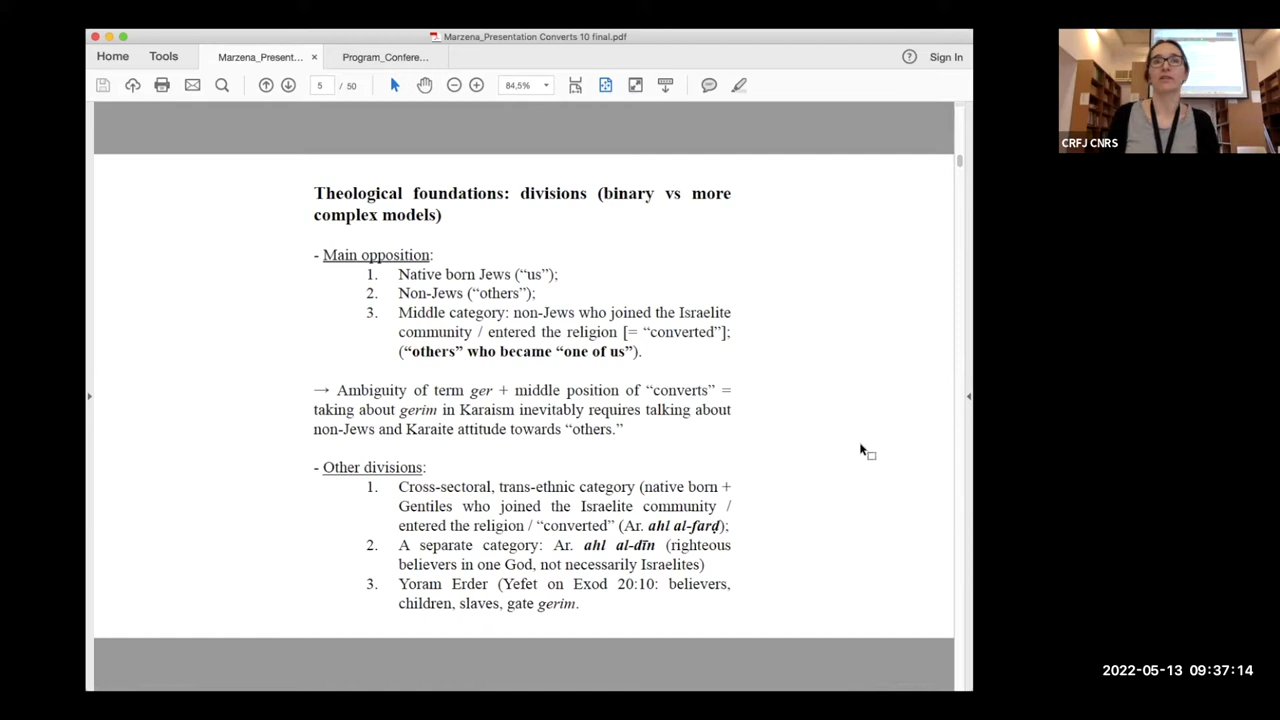 Marzena_Presentation Converts 10 final.pdf
Home Tools Marzena_Present... × Program_Confere... ? Sign In
5 / 50 84,5%
Theological foundations: divisions (binary vs more
complex models)
- Main opposition:
1. Native born Jews (“us”);
2. Non-Jews (“others”);
3. Middle category: non-Jews who joined the Israelite
community / entered the religion [= “converted”];
(“others” who became “one of us”).
→ Ambiguity of term ger + middle position of “converts” =
taking about gerim in Karaism inevitably requires talking about
non-Jews and Karaite attitude towards “others.”
- Other divisions:
1. Cross-sectoral, trans-ethnic category (native born +
Gentiles who joined the Israelite community /
entered the religion / “converted” (Ar. ahl al-farḍ);
2. A separate category: Ar. ahl al-dīn (righteous
believers in one God, not necessarily Israelites)
3. Yoram Erder (Yefet on Exod 20:10: believers,
children, slaves, gate gerim.
CRFJ CNRS
2022-05-13 09:37:14